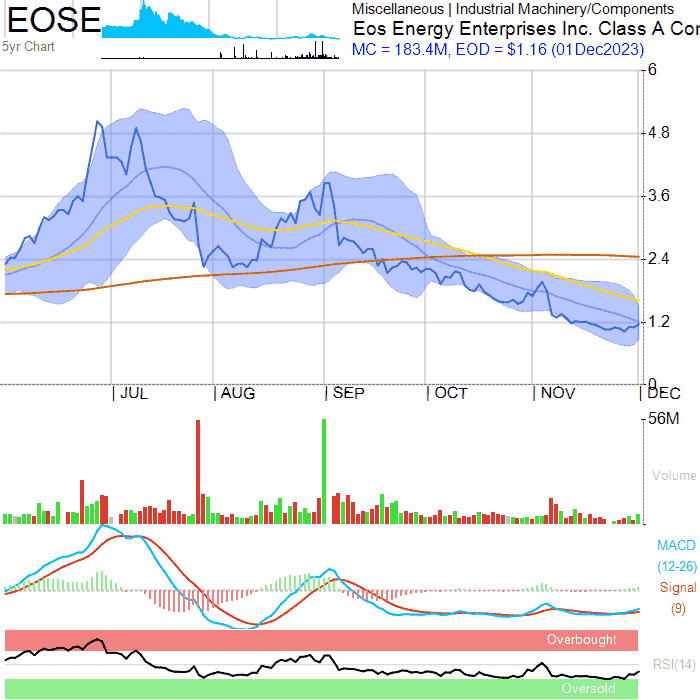 EOSE
5yr Chart
Miscellaneous | Industrial Machinery/Components
Eos Energy Enterprises Inc. Class A Cor
MC = 183.4M, EOD = $1.16 (01Dec2023)
6
4.8
3.6
2.4
1.2
0
JUL
AUG
SEP
OCT
NOV
DEC
56M
Volume
MACD
(12-26)
Signal
(9)
Overbought
RSI(14)
Oversold